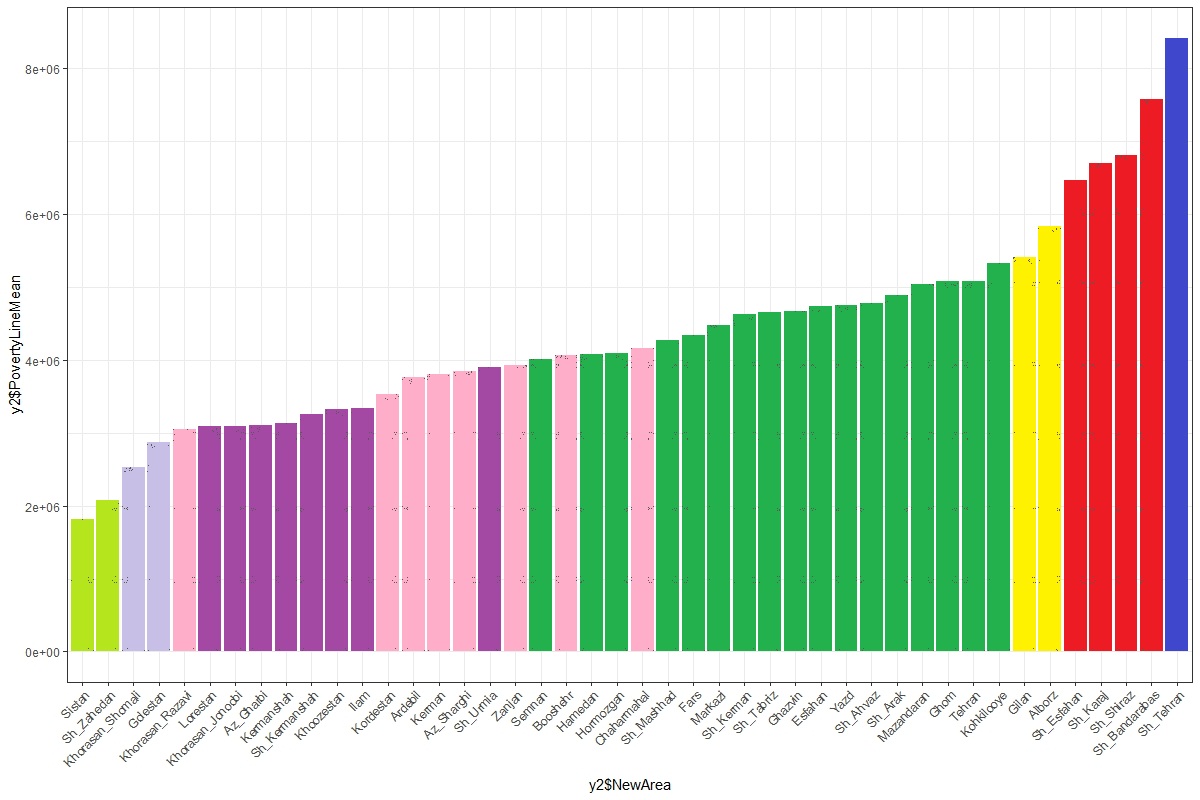 y2$PovertyLineMean
8e+06
6e+06
4e+06
2e+06
0e+00
Sistan
Sh_Zahedan
Khorasan_Shomali
Golestan
Khorasan_Razavi
Lorestan
Khorasan_Jonoobi
Az_Gharbi
Kermanshah
Sh_Kermanshah
Khoozestan
Ilam
Kordestan
Ardebil
Kerman
Az_Sharghi
Sh_Urmia
Zanjan
Semnan
Booshehr
Hamedan
Hormozgan
Chaharmahal
Sh_Mashhad
Fars
Markazi
Sh_Kerman
Sh_Tabriz
Ghazvin
Esfahan
Yazd
Sh_Ahvaz
Sh_Arak
Mazandaran
Ghom
Tehran
Kohkilooye
Gilan
Alborz
Sh_Esfahan
Sh_Karaj
Sh_Shiraz
Sh_Bandarabas
Sh_Tehran
y2$NewArea